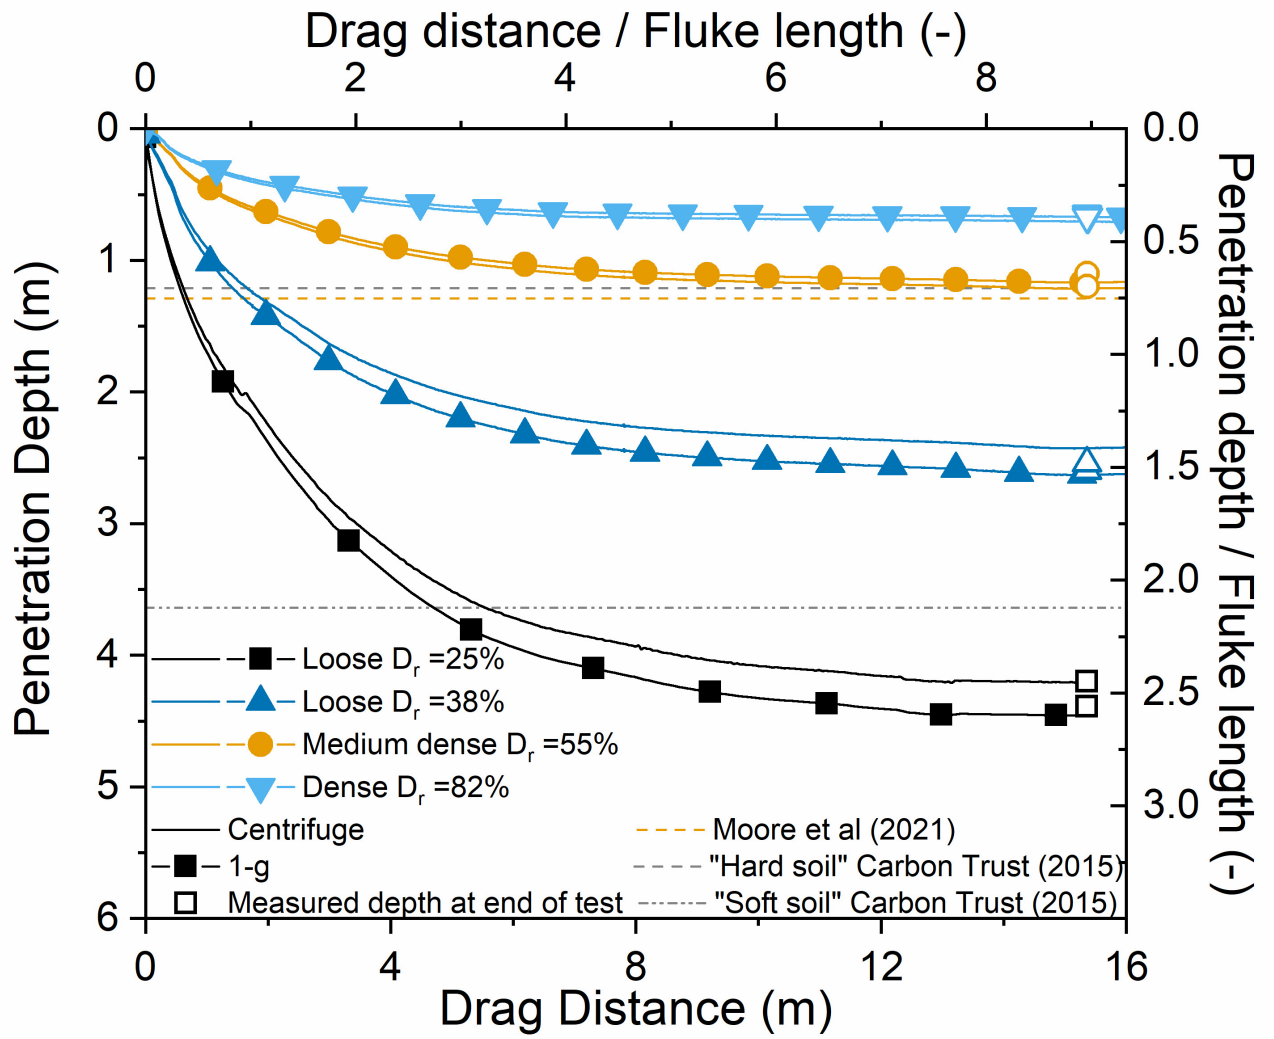 Drag distance / Fluke length (-)
0 2 4 6 8
0 1 2 3 4 5 6
Penetration Depth (m)
0.0 0.5 1.0 1.5 2.0 2.5 3.0
Penetration depth / Fluke length (-)
Loose Dr =25%
Loose Dr =38%
Medium dense Dr =55%
Dense Dr =82%
Centrifuge
1-g
Measured depth at end of test
Moore et al (2021)
"Hard soil" Carbon Trust (2015)
"Soft soil" Carbon Trust (2015)
0 4 8 12 16
Drag Distance (m)